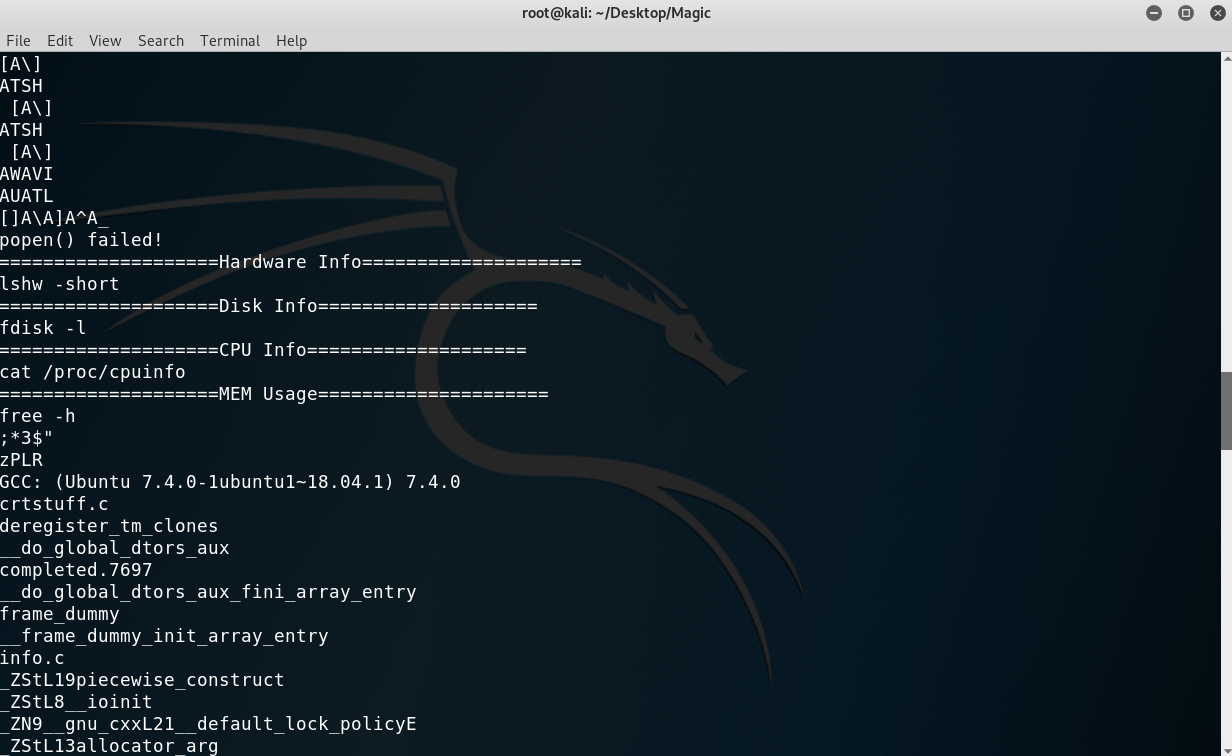 root@kali: ~/Desktop/Magic
File Edit View Search Terminal Help
[A\]
ATSH
 [A\]
ATSH
 [A\]
AWAVI
AUATL
[]A\A]A^A_
popen() failed!
====================Hardware Info====================
lshw -short
====================Disk Info====================
fdisk -l
====================CPU Info====================
cat /proc/cpuinfo
====================MEM Usage=====================
free -h
;*3$"
zPLR
GCC: (Ubuntu 7.4.0-1ubuntu1~18.04.1) 7.4.0
crtstuff.c
deregister_tm_clones
__do_global_dtors_aux
completed.7697
__do_global_dtors_aux_fini_array_entry
frame_dummy
__frame_dummy_init_array_entry
info.c
_ZStL19piecewise_construct
_ZStL8__ioinit
_ZN9__gnu_cxxL21__default_lock_policyE
_ZStL13allocator_arg